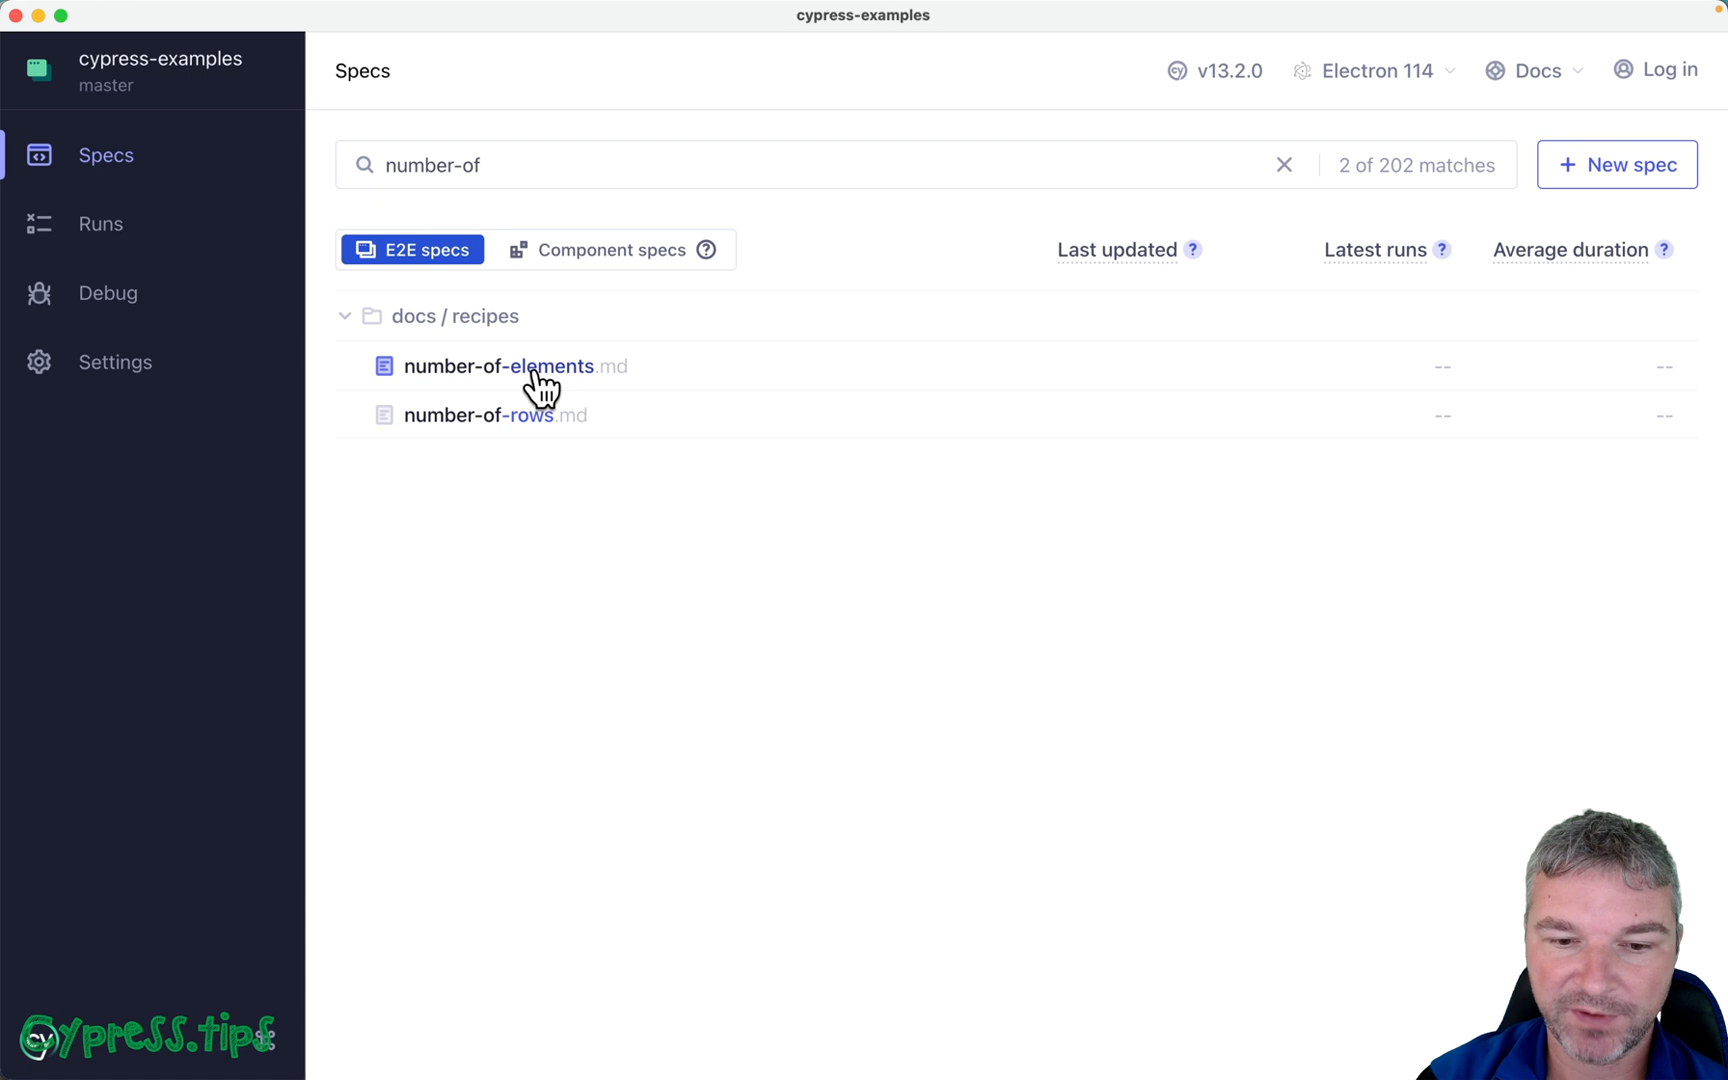 cypress-examples
cypress-examples
master
Specs
v13.2.0
Electron 114
Docs
Log in
Specs
Runs
Debug
Settings
number-of
2 of 202 matches
+ New spec
E2E specs
Component specs ?
Last updated ?
Latest runs ?
Average duration ?
docs / recipes
number-of-elements.md
--
--
number-of-rows.md
--
--
cy
Cypress.tips